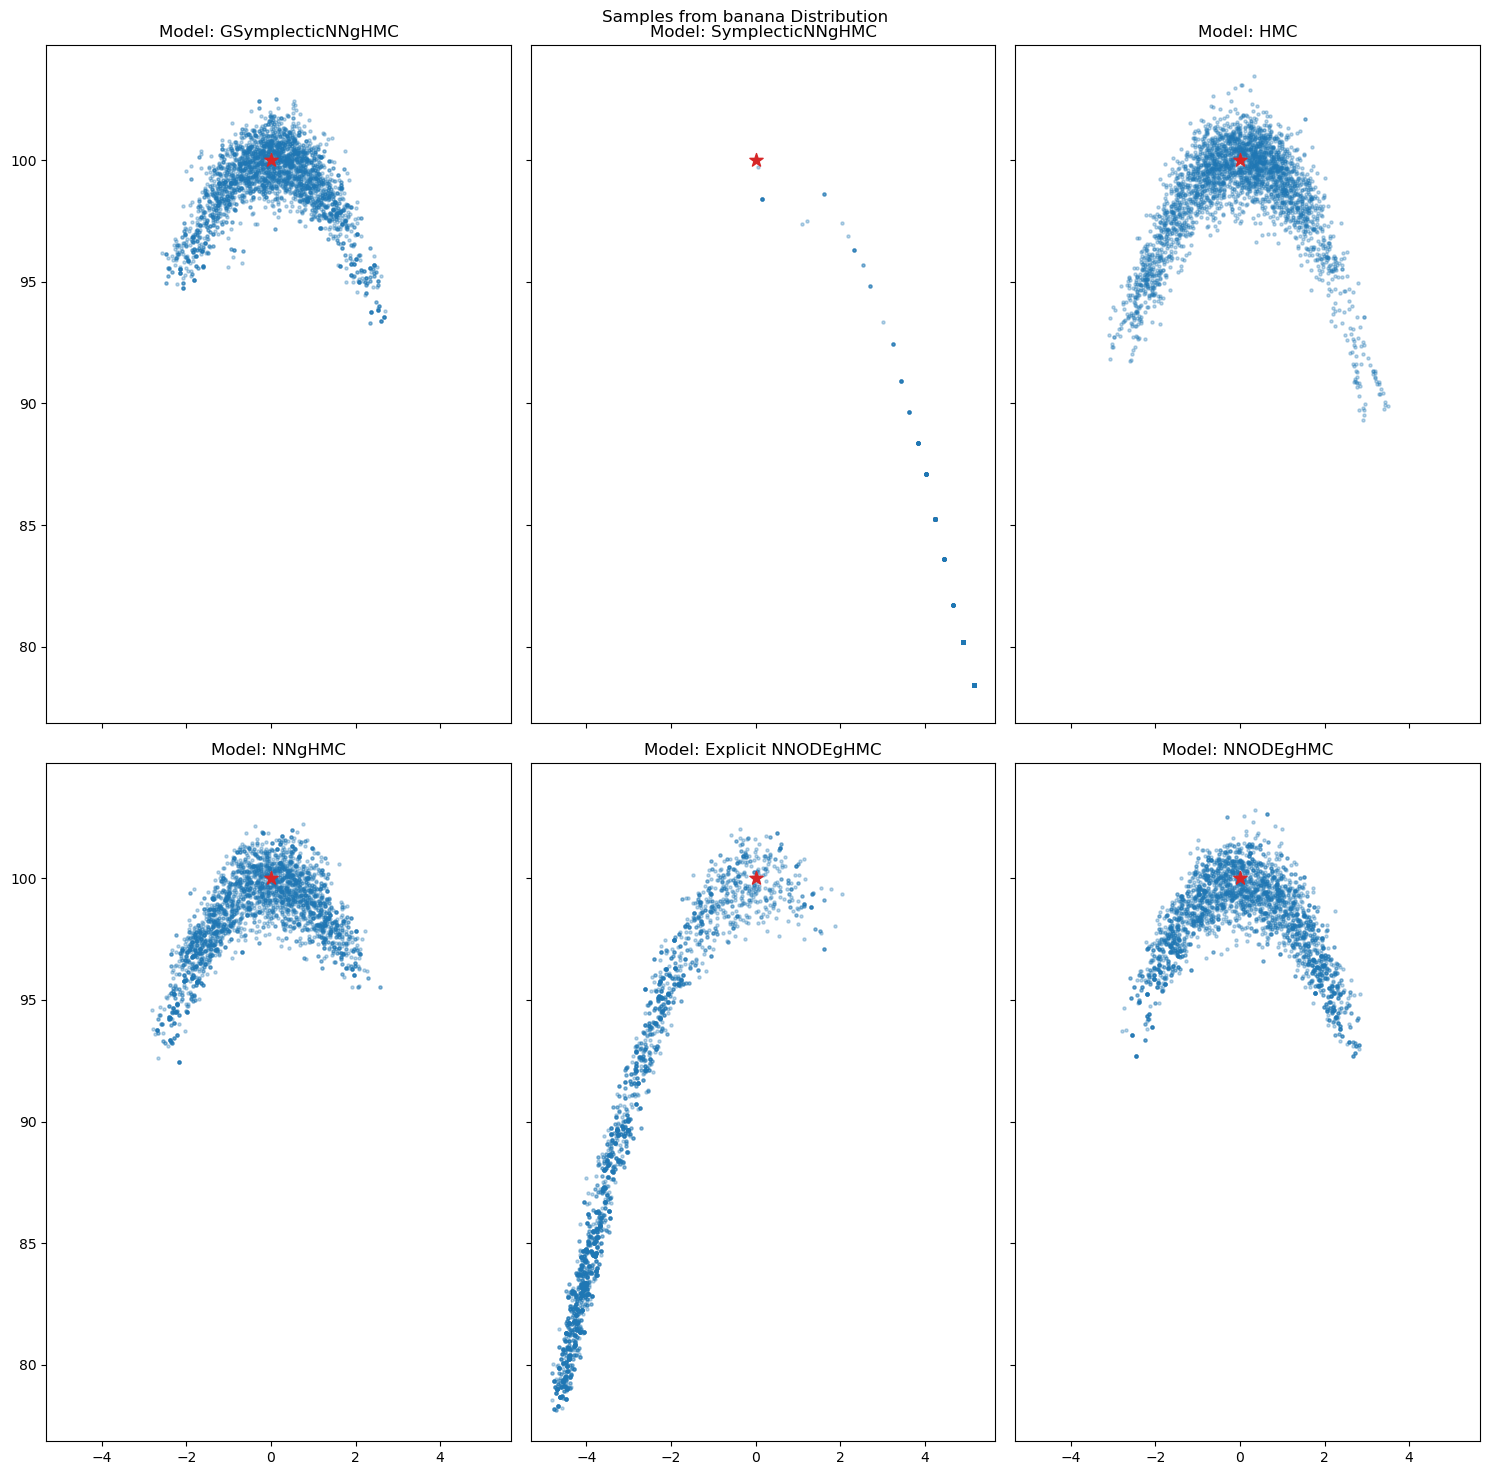 Samples from banana Distribution
Model: GSymplecticNNgHMC
Model: SymplecticNNgHMC
Model: HMC
100
95
90
85
80
Model: NNgHMC
Model: Explicit NNODEgHMC
Model: NNODEgHMC
100
95
90
85
80
−4 −2 0 2 4
−4 −2 0 2 4
−4 −2 0 2 4